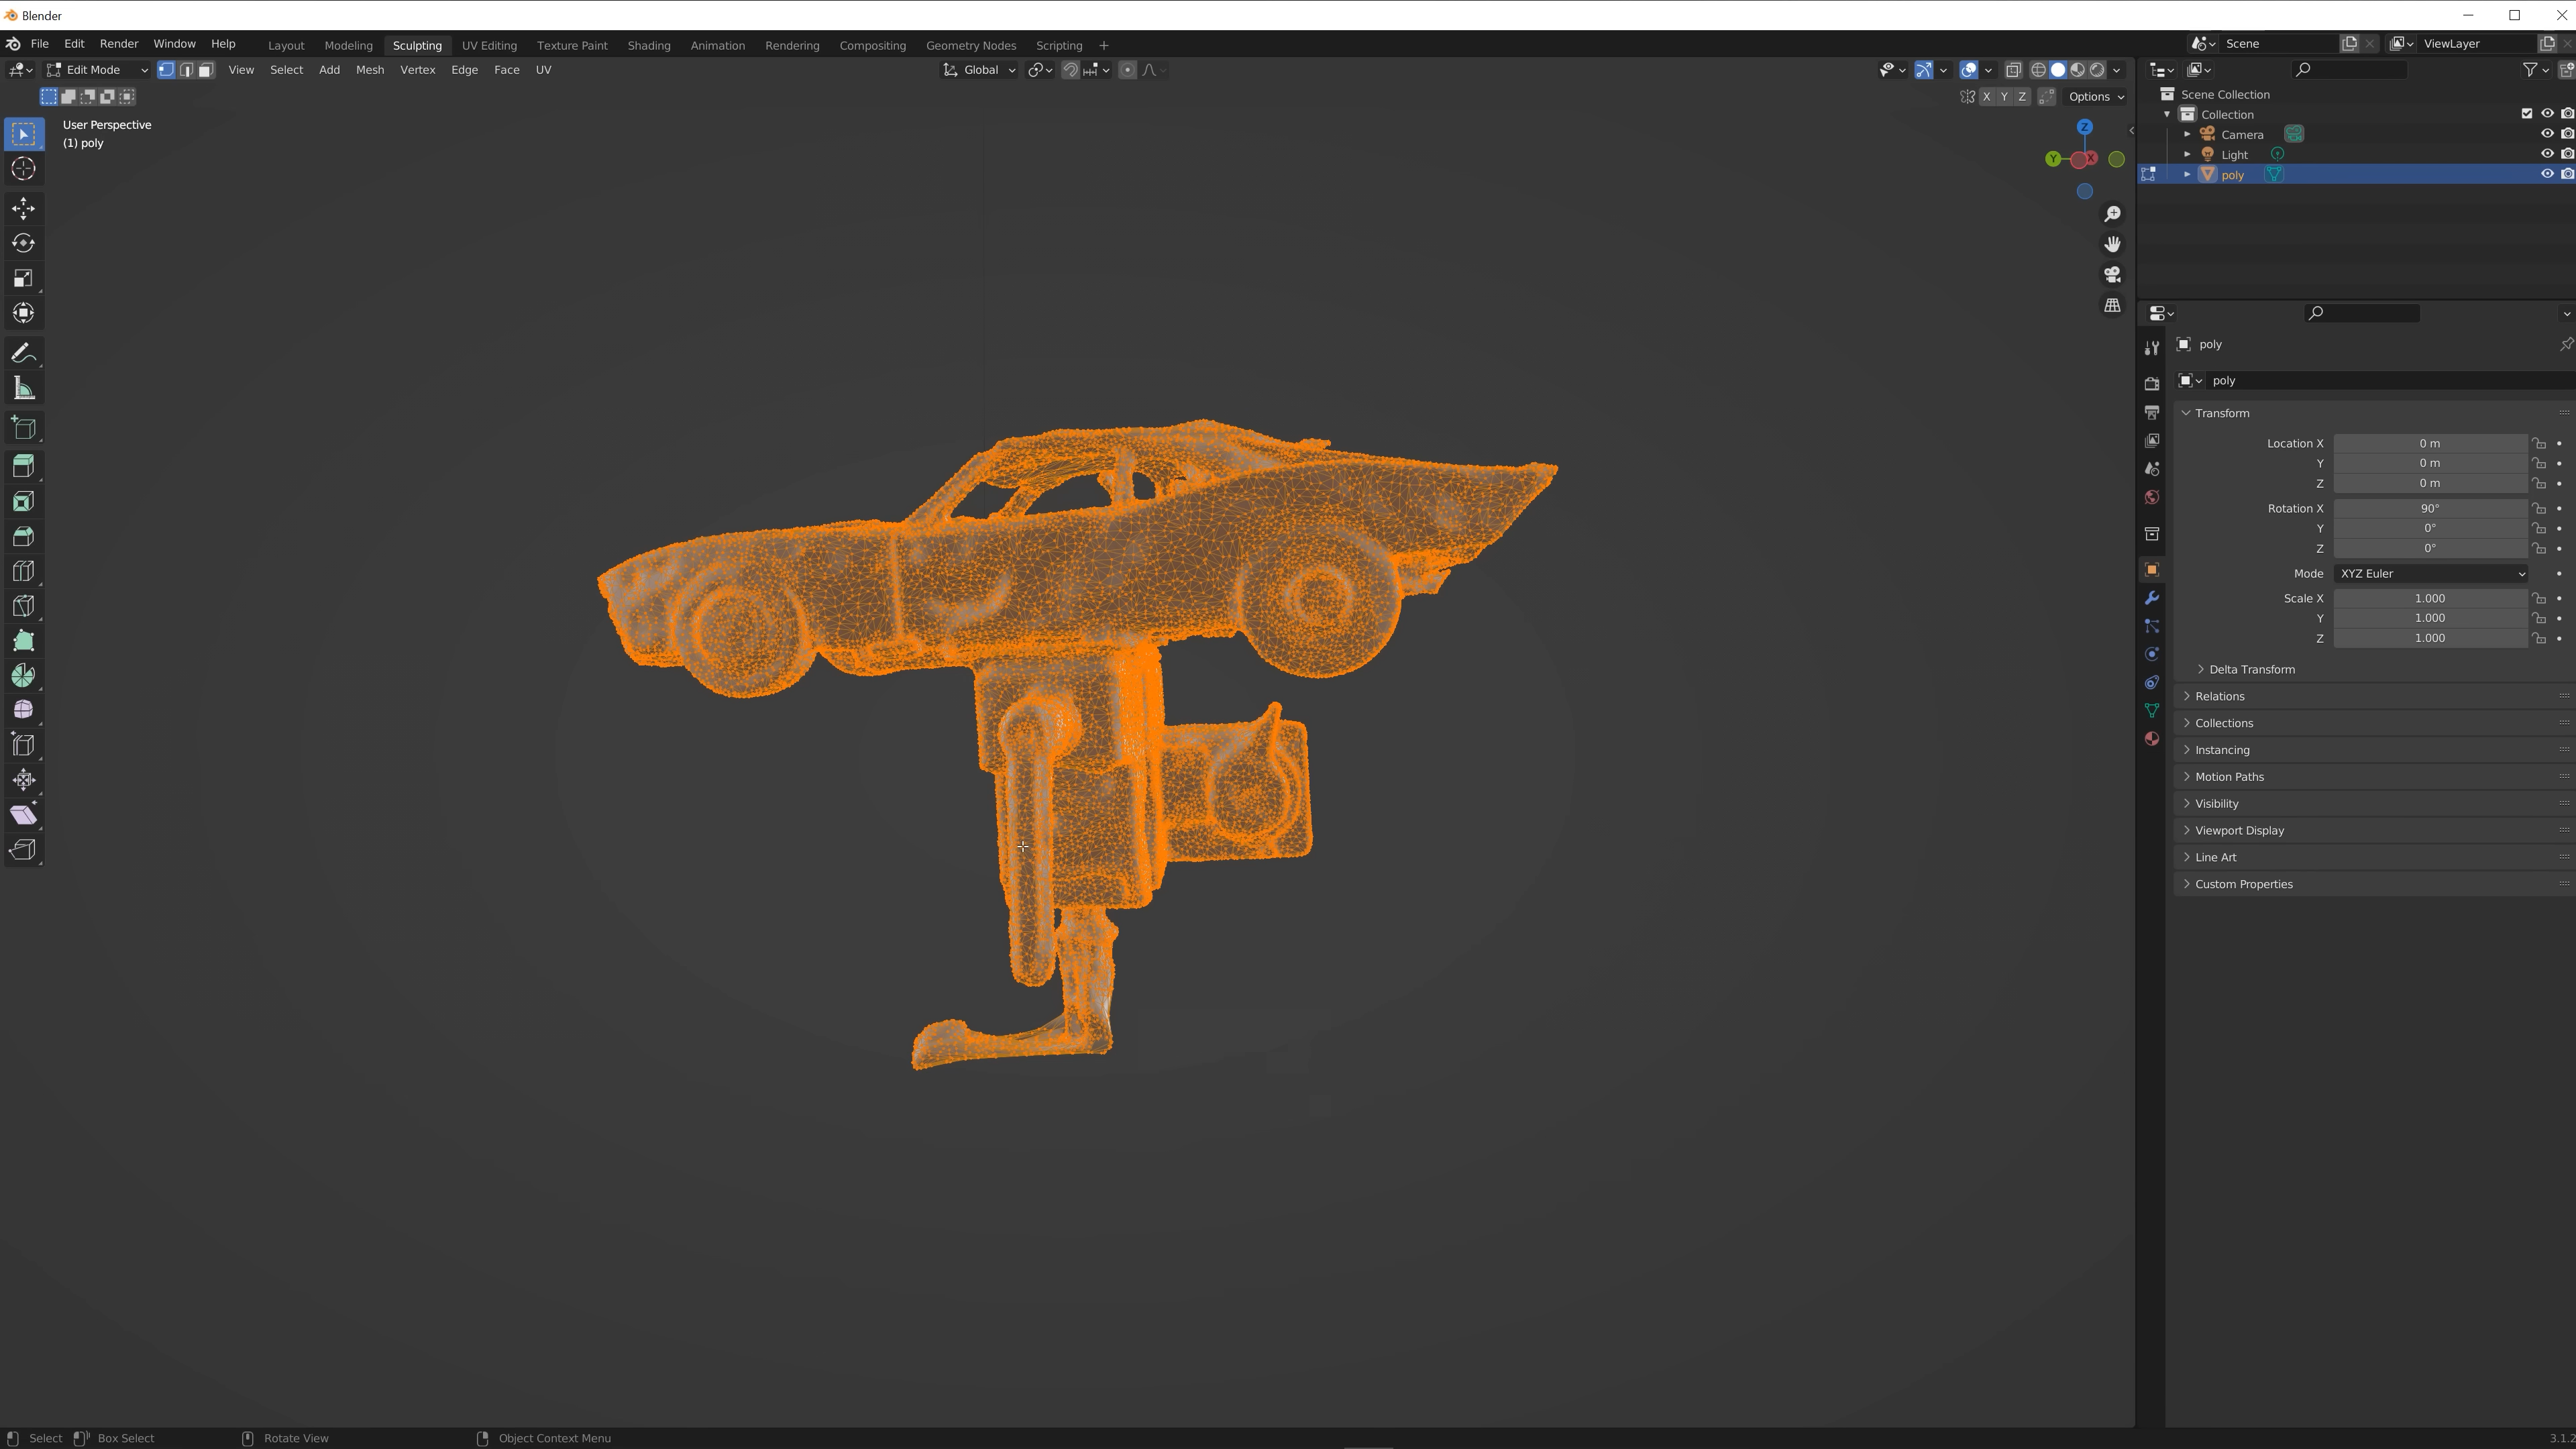 Blender
File Edit Render Window Help Layout Modeling Sculpting UV Editing Texture Paint Shading Animation Rendering Compositing Geometry Nodes Scripting + Scene ViewLayer
Edit Mode View Select Add Mesh Vertex Edge Face UV Global
X Y Z Options
User Perspective
(1) poly
Z
Y X
Scene Collection
Collection
Camera
Light
poly
poly
poly
Transform
Location X 0 m
Y 0 m
Z 0 m
Rotation X 90°
Y 0°
Z 0°
Mode XYZ Euler
Scale X 1.000
Y 1.000
Z 1.000
Delta Transform
Relations
Collections
Instancing
Motion Paths
Visibility
Viewport Display
Line Art
Custom Properties
Select Box Select Rotate View Object Context Menu 3.1.2